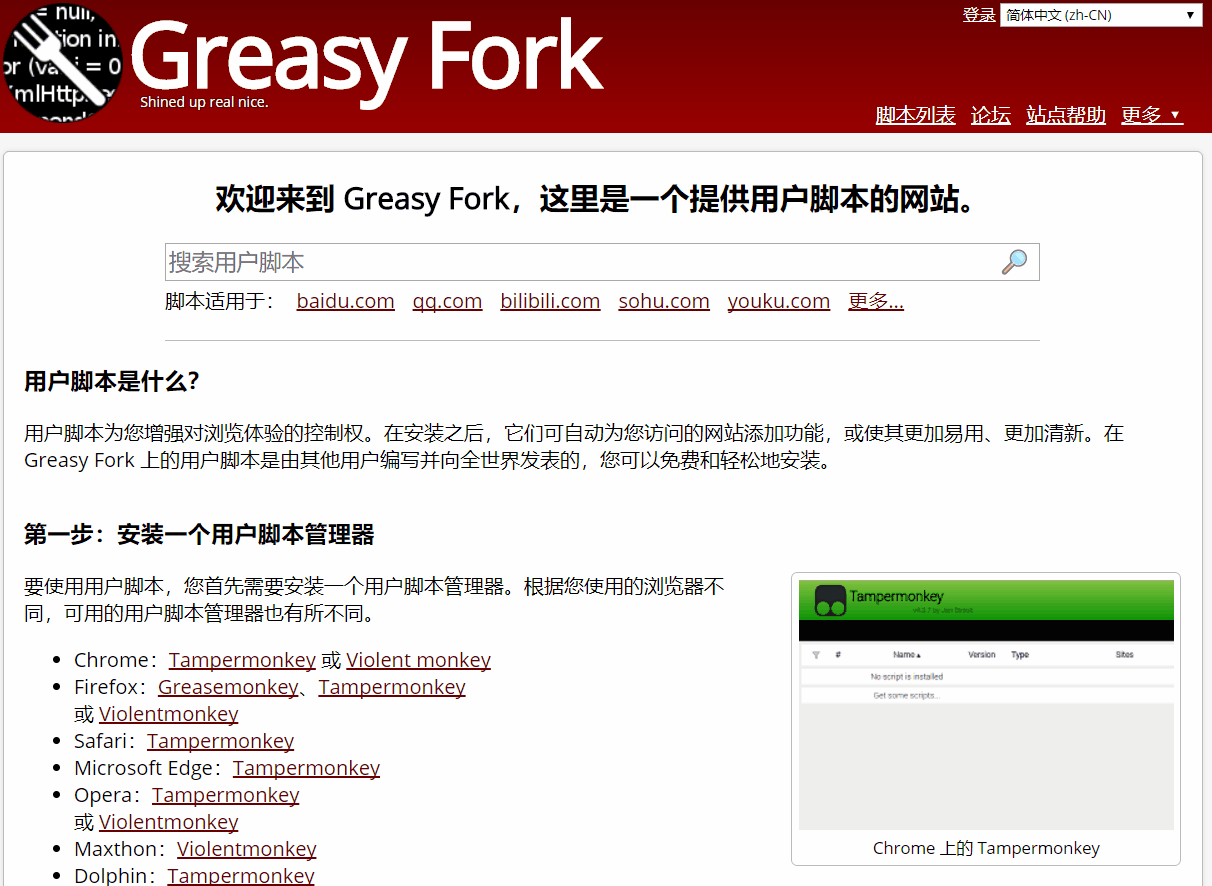 登录 简体中文 (zh-CN) ▼
Greasy Fork
Shined up real nice.
脚本列表 论坛 站点帮助 更多 ▼
欢迎来到 Greasy Fork，这里是一个提供用户脚本的网站。
搜索用户脚本
脚本适用于： baidu.com qq.com bilibili.com sohu.com youku.com 更多...
用户脚本是什么？
用户脚本为您增强对浏览体验的控制权。在安装之后，它们可自动为您访问的网站添加功能，或使其更加易用、更加清新。在
Greasy Fork 上的用户脚本是由其他用户编写并向全世界发表的，您可以免费和轻松地安装。
第一步：安装一个用户脚本管理器
要使用用户脚本，您首先需要安装一个用户脚本管理器。根据您使用的浏览器不
同，可用的用户脚本管理器也有所不同。
• Chrome：Tampermonkey 或 Violent monkey
• Firefox：Greasemonkey、Tampermonkey
或 Violentmonkey
• Safari：Tampermonkey
• Microsoft Edge：Tampermonkey
• Opera：Tampermonkey
或 Violentmonkey
• Maxthon：Violentmonkey
• Dolphin：Tampermonkey
Tampermonkey
# Name Version Type Sites
No script is installed
Get some scripts...
Chrome 上的 Tampermonkey